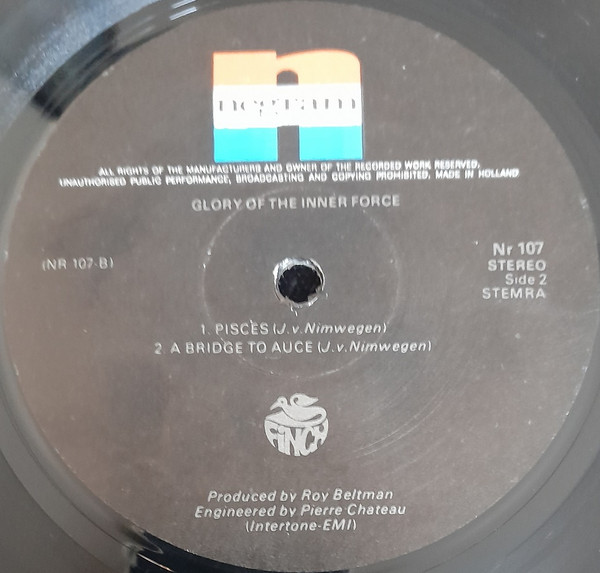 negram
ALL RIGHTS OF THE MANUFACTURERS AND OWNER OF THE RECORDED WORK RESERVED.
UNAUTHORISED PUBLIC PERFORMANCE, BROADCASTING AND COPYING PROHIBITED. MADE IN HOLLAND
GLORY OF THE INNER FORCE
(NR 107-B)
Nr 107
STEREO
Side 2
STEMRA
1. PISCES (J.v.Nimwegen)
2. A BRIDGE TO AUCE (J.v.Nimwegen)
FiNCH
Produced by Roy Beltman
Engineered by Pierre Chateau
(Intertone-EMI)